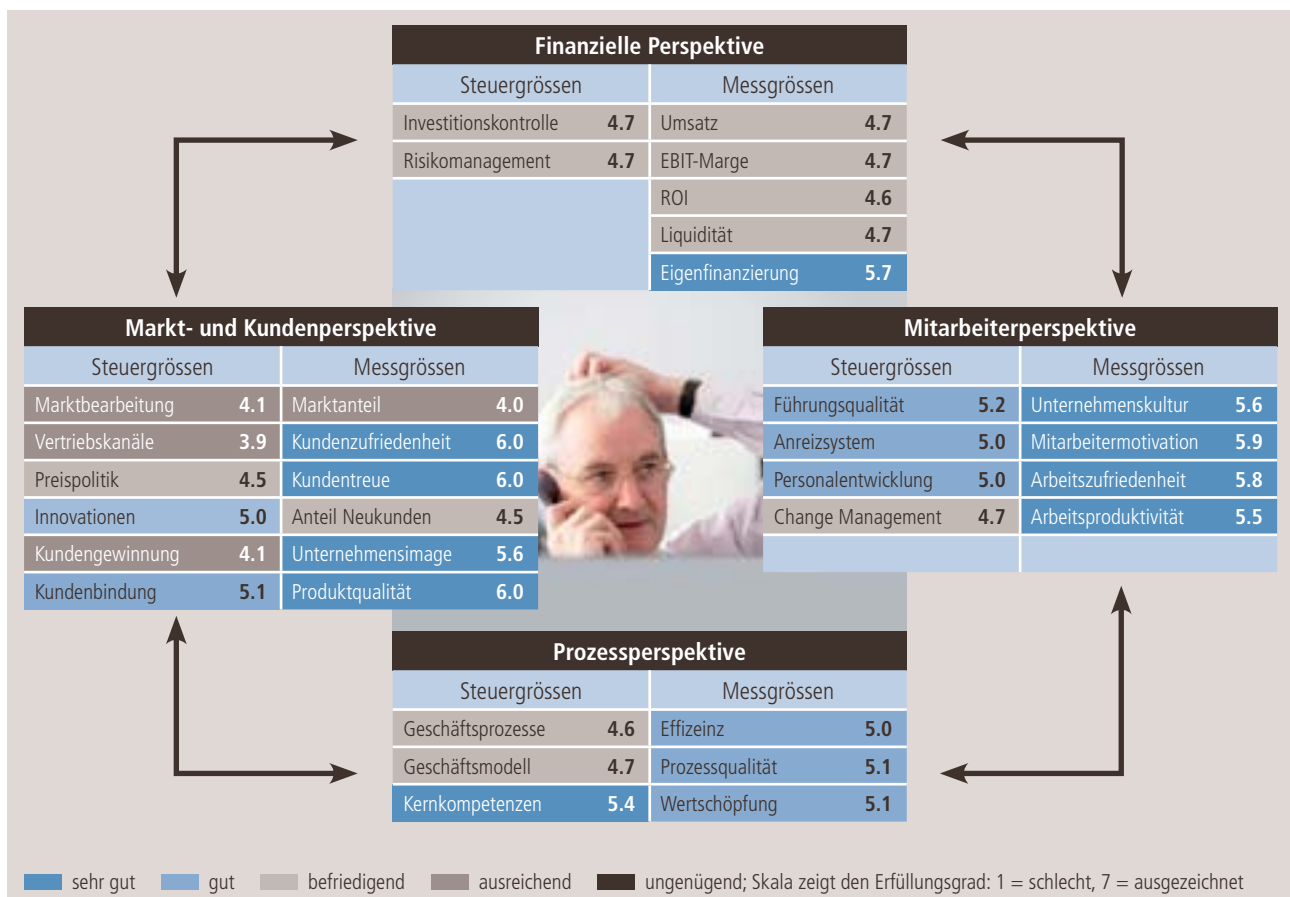 Finanzielle Perspektive
Steuergrössen Messgrössen
Investitionskontrolle 4.7 Umsatz 4.7
Risikomanagement 4.7 EBIT-Marge 4.7
ROI 4.6
Liquidität 4.7
Eigenfinanzierung 5.7
Markt- und Kundenperspektive
Steuergrössen Messgrössen
Marktbearbeitung 4.1 Marktanteil 4.0
Vertriebskanäle 3.9 Kundenzufriedenheit 6.0
Preispolitik 4.5 Kundentreue 6.0
Innovationen 5.0 Anteil Neukunden 4.5
Kundengewinnung 4.1 Unternehmensimage 5.6
Kundenbindung 5.1 Produktqualität 6.0
Mitarbeiterperspektive
Steuergrössen Messgrössen
Führungsqualität 5.2 Unternehmenskultur 5.6
Anreizsystem 5.0 Mitarbeitermotivation 5.9
Personalentwicklung 5.0 Arbeitszufriedenheit 5.8
Change Management 4.7 Arbeitsproduktivität 5.5
Prozessperspektive
Steuergrössen Messgrössen
Geschäftsprozesse 4.6 Effizeinz 5.0
Geschäftsmodell 4.7 Prozessqualität 5.1
Kernkompetenzen 5.4 Wertschöpfung 5.1
sehr gut gut befriedigend ausreichend ungenügend; Skala zeigt den Erfüllungsgrad: 1 = schlecht, 7 = ausgezeichnet